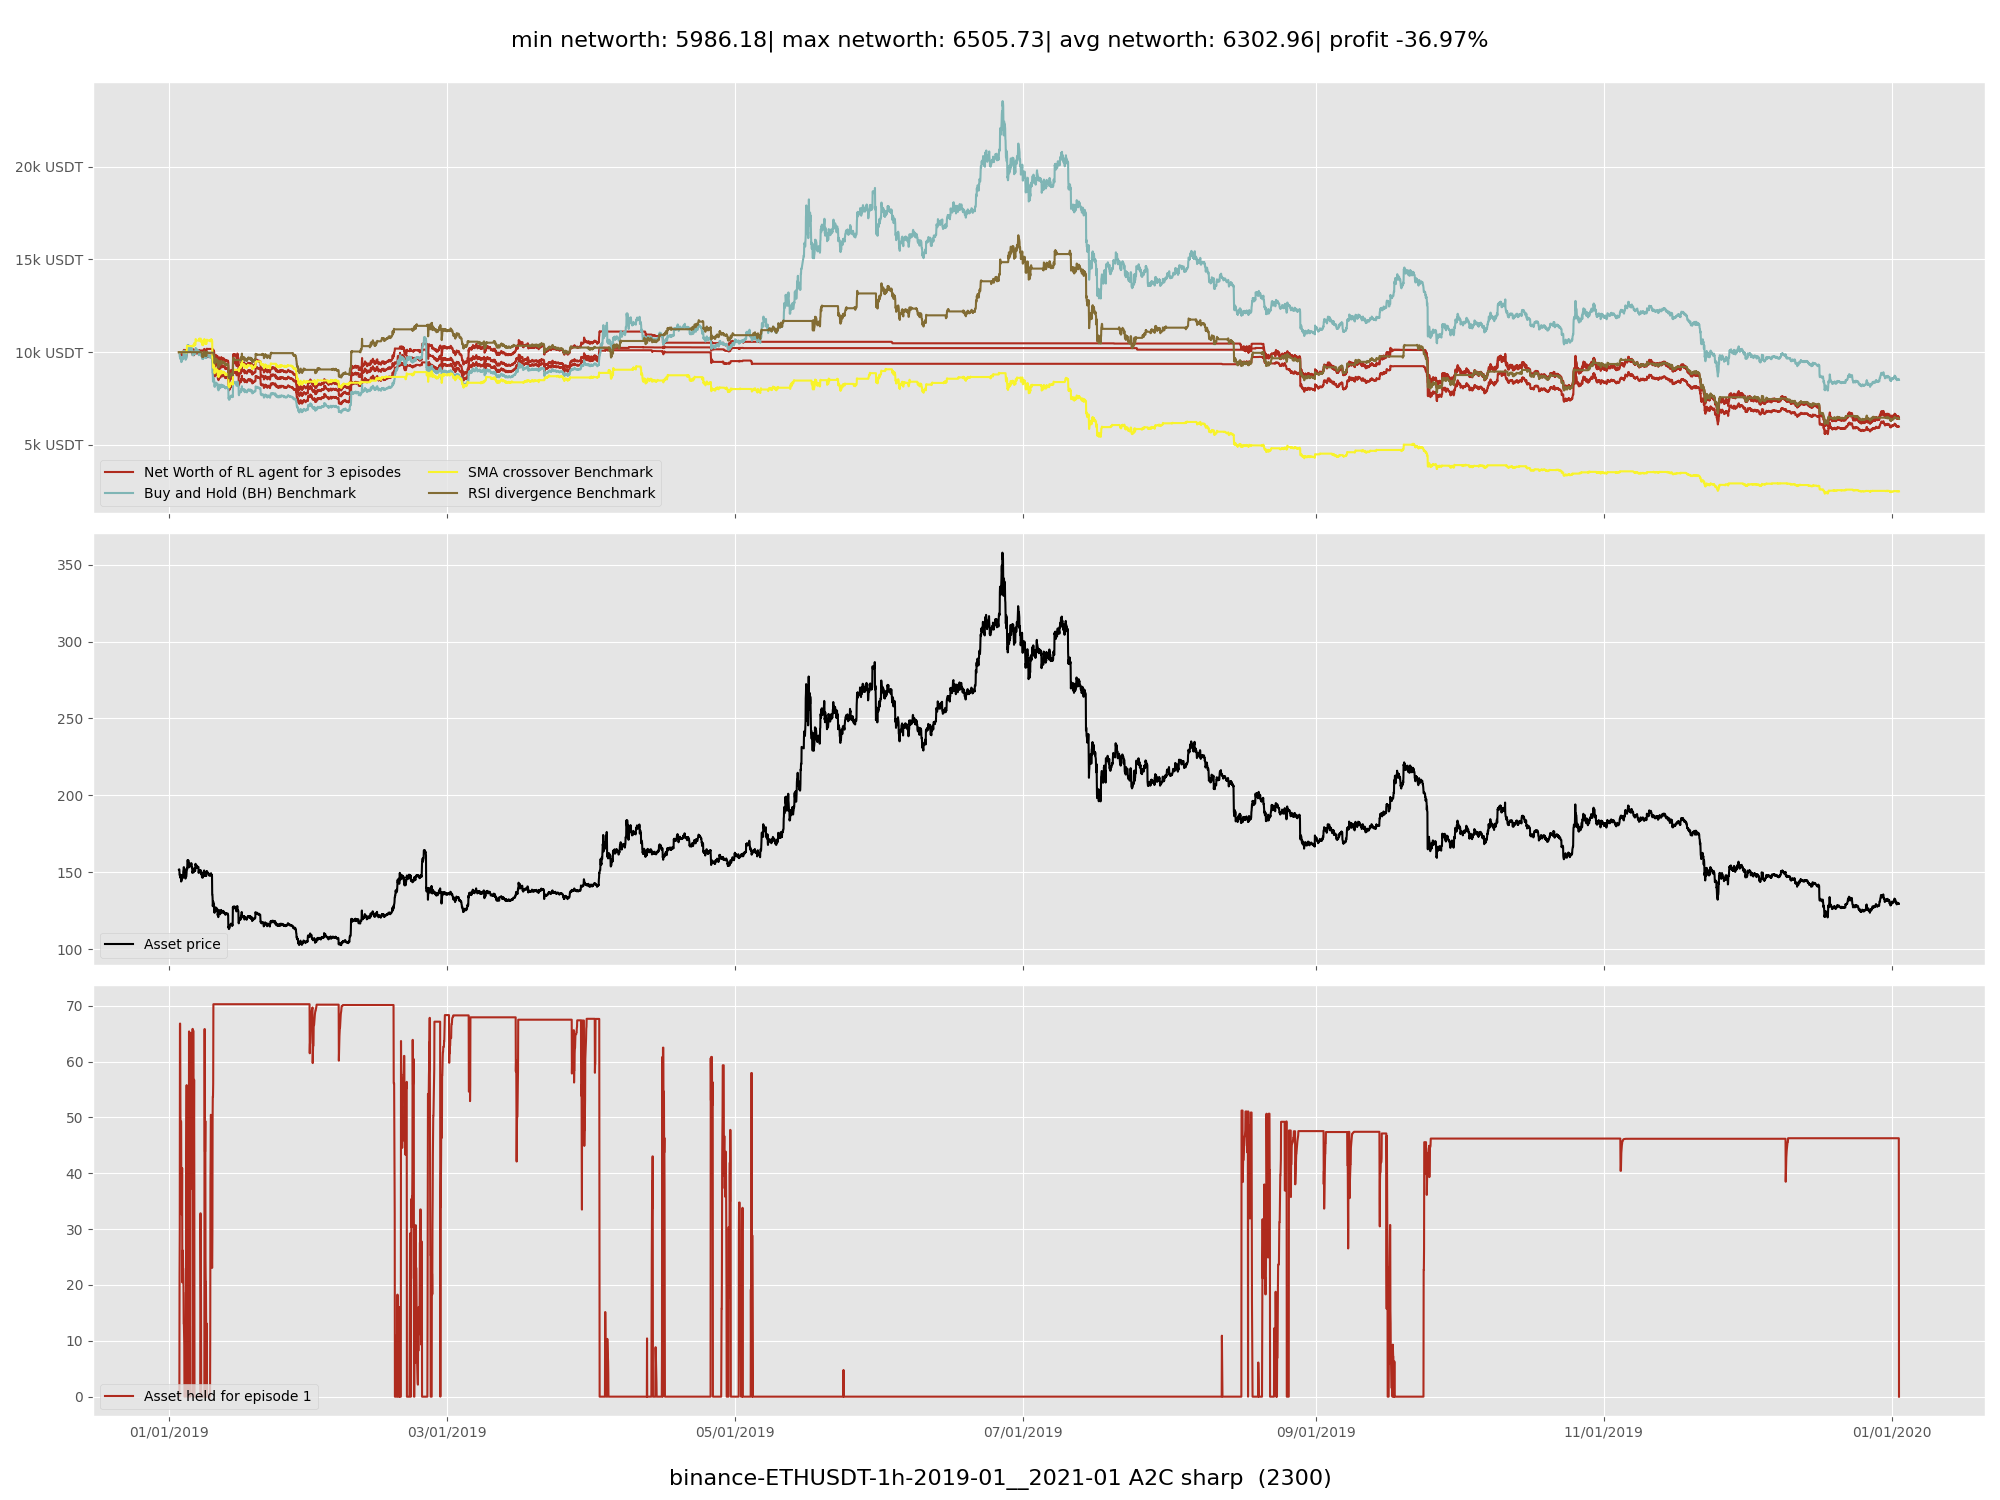 min networth: 5986.18| max networth: 6505.73| avg networth: 6302.96| profit -36.97%
20k USDT
15k USDT
10k USDT
5k USDT
Net Worth of RL agent for 3 episodes
Buy and Hold (BH) Benchmark
SMA crossover Benchmark
RSI divergence Benchmark
350
300
250
200
150
100
Asset price
70
60
50
40
30
20
10
0
Asset held for episode 1
01/01/2019 03/01/2019 05/01/2019 07/01/2019 09/01/2019 11/01/2019 01/01/2020
binance-ETHUSDT-1h-2019-01__2021-01 A2C sharp (2300)